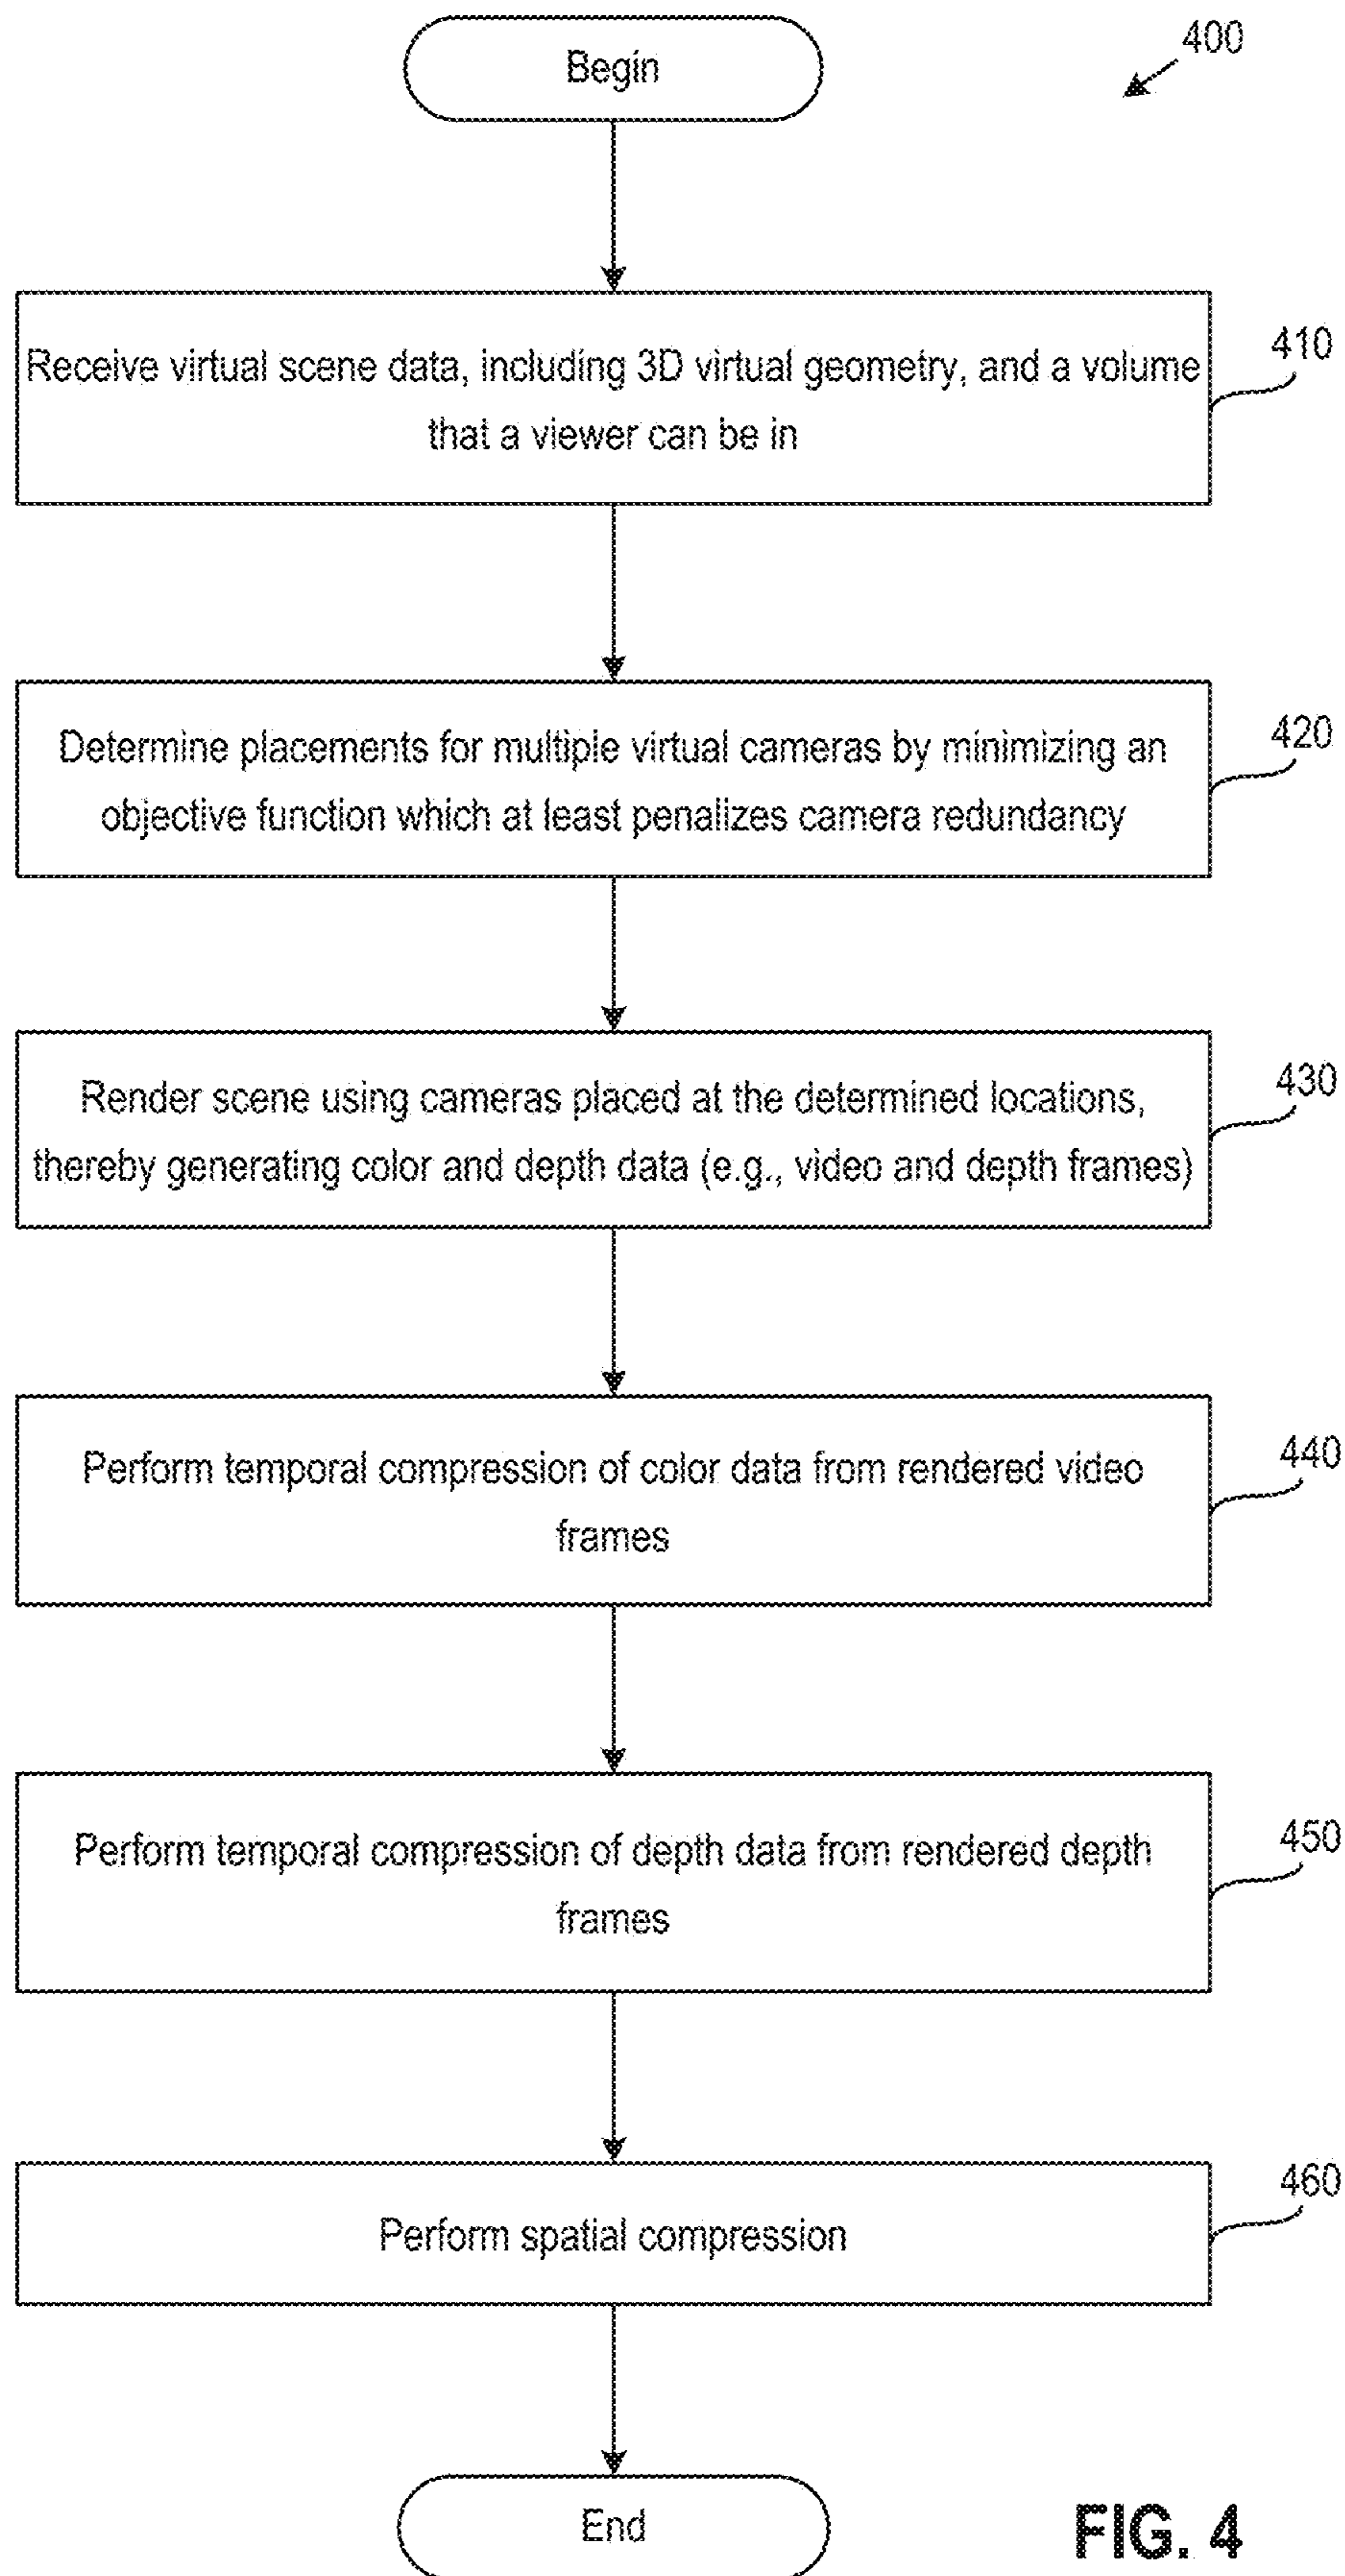 Begin
400
Receive virtual scene data, including 3D virtual geometry, and a volume
that a viewer can be in
410
Determine placements for multiple virtual cameras by minimizing an
objective function which at least penalizes camera redundancy
420
Render scene using cameras placed at the determined locations,
thereby generating color and depth data (e.g., video and depth frames)
430
Perform temporal compression of color data from rendered video
frames
440
Perform temporal compression of depth data from rendered depth
frames
450
Perform spatial compression
460
End
FIG. 4